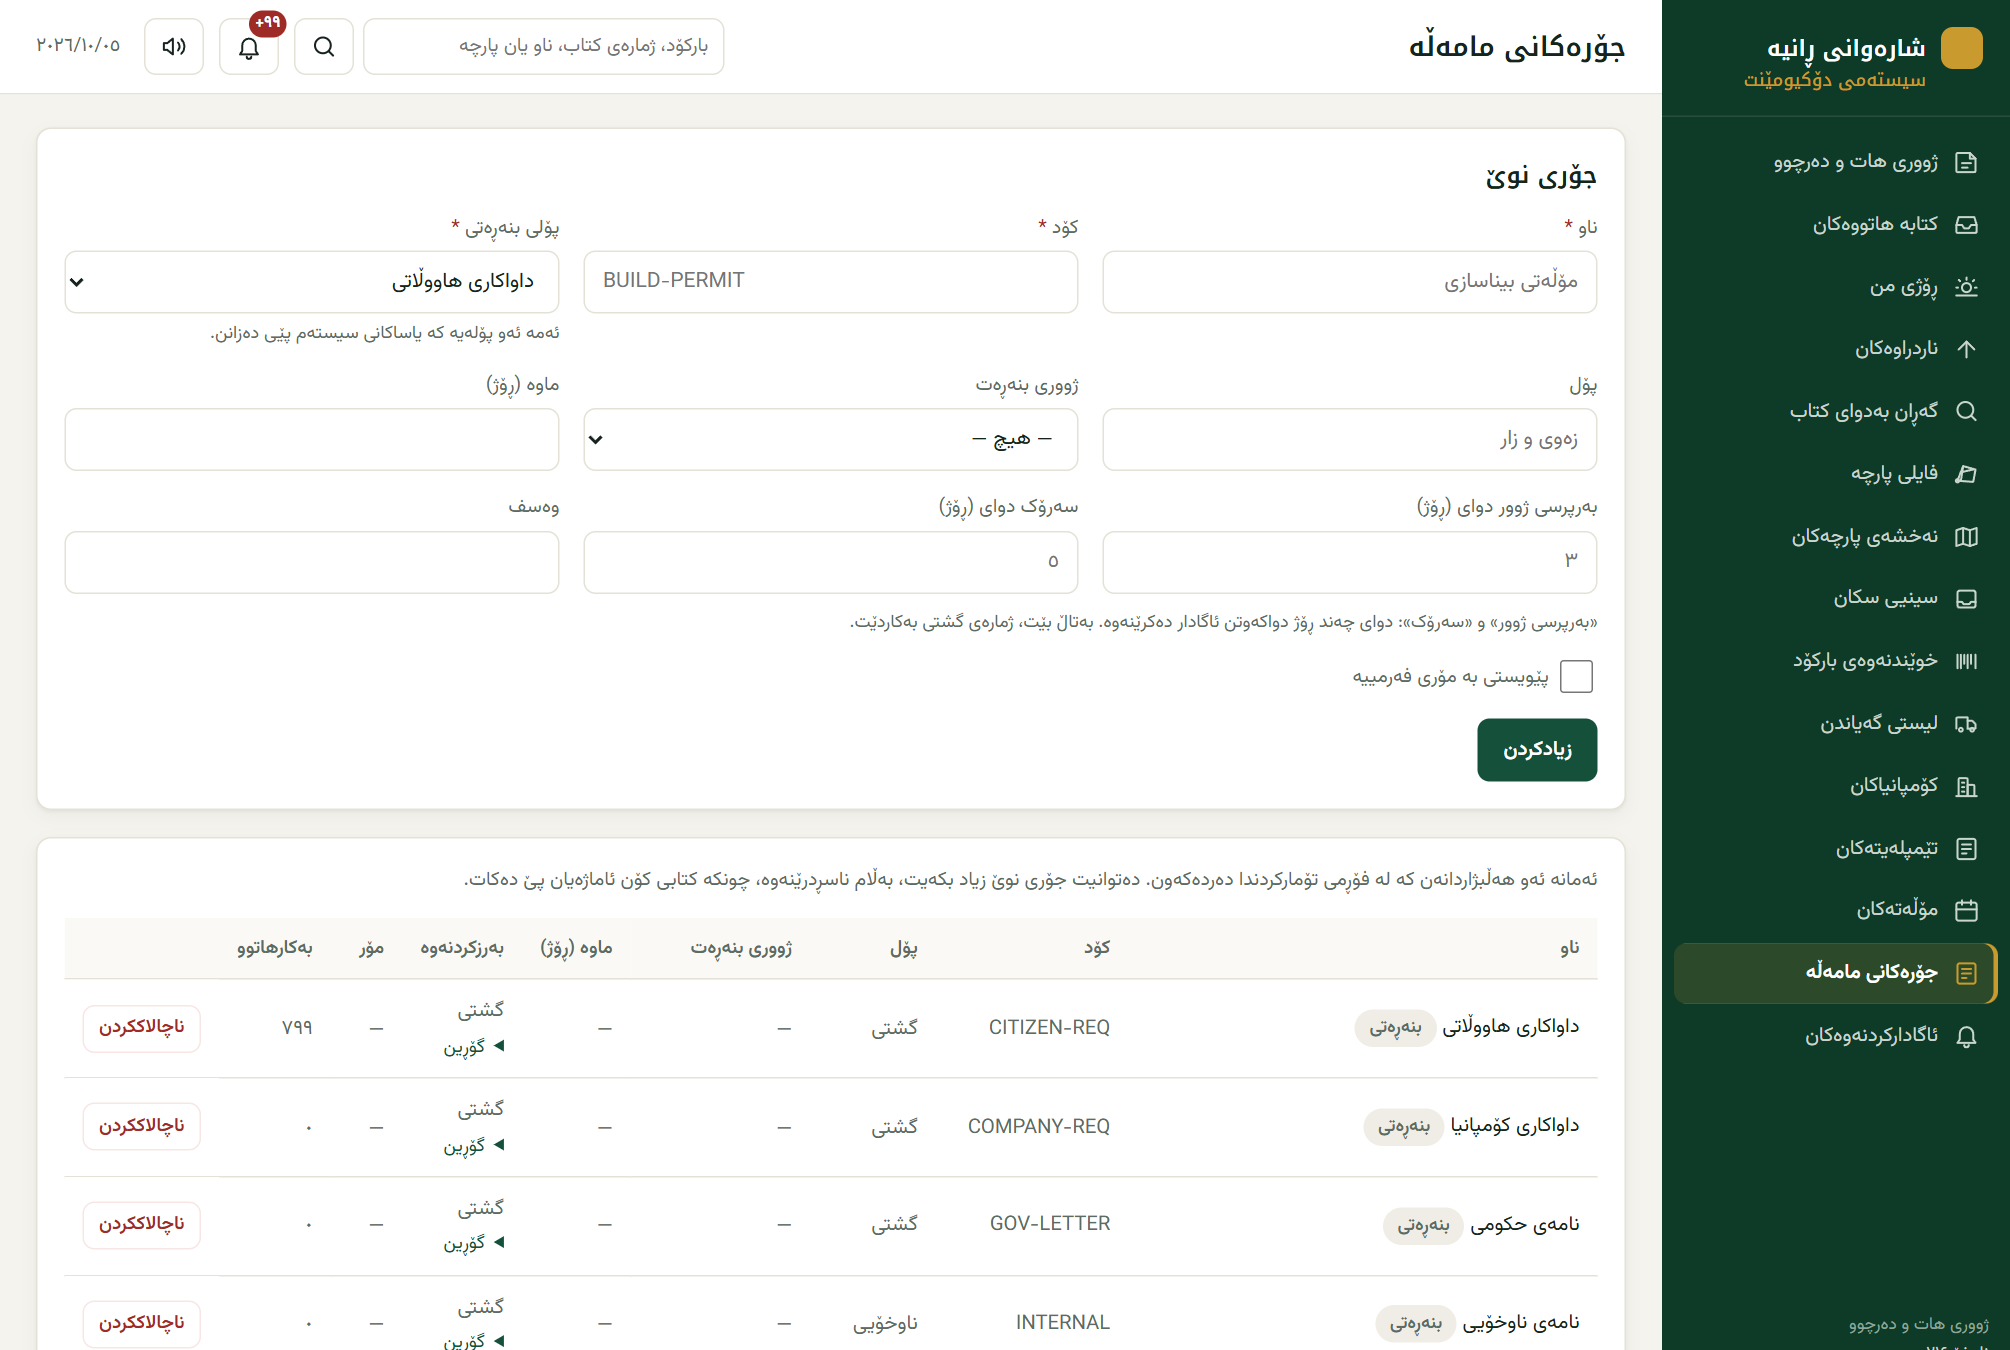 شارەوانی ڕانیە
سیستەمی دۆکیومێنت
ژووری هات و دەرچوو
کتابە هاتووەکان
ڕۆژی من
ناردراوەکان
گەڕان بەدوای کتاب
فایلی پارچە
نەخشەی پارچەکان
سینیی سکان
خوێندنەوەی بارکۆد
لیستی گەیاندن
کۆمپانیاکان
تێمپلەیتەکان
مۆڵەتەکان
جۆرەکانی مامەڵە
ئاگادارکردنەوەکان
ژووری هات و دەرچوو
جۆرەکانی مامەڵە
بارکۆد، ژمارەی کتاب، ناو یان پارچە
+٩٩
٢٠٢٦/١٠/٠٥
جۆری نوێ
ناو *
کۆد *
پۆلی بنەڕەتی *
مۆڵەتی بیناسازی
BUILD-PERMIT
داواکاری هاووڵاتی
ئەمە ئەو پۆلەیە کە یاساکانی سیستەم پێی دەزانن.
پۆل
ژووری بنەڕەت
ماوە (ڕۆژ)
زەوی و زار
— هیچ —
بەرپرسی ژوور دوای (ڕۆژ)
سەرۆک دوای (ڕۆژ)
وەسف
٣
٥
«بەرپرسی ژوور» و «سەرۆک»: دوای چەند ڕۆژ دواکەوتن ئاگادار دەکرێنەوە. بەتاڵ بێت، ژمارەی گشتی بەکاردێت.
پێویستی بە مۆری فەرمییە
زیادکردن
ئەمانە ئەو هەڵبژاردانەن کە لە فۆڕمی تۆمارکردندا دەردەکەون. دەتوانیت جۆری نوێ زیاد بکەیت، بەڵام ناسڕدرێنەوە، چونکە کتابی کۆن ئاماژەیان پێ دەکات.
ناو کۆد پۆل ژووری بنەڕەت ماوە (ڕۆژ) بەرزکردنەوە مۆر بەکارهاتوو
داواکاری هاووڵاتی بنەڕەتی CITIZEN-REQ گشتی — — گشتی — ٧٩٩ ناچالاککردن
◀ گۆڕین
داواکاری کۆمپانیا بنەڕەتی COMPANY-REQ گشتی — — گشتی — ٠ ناچالاککردن
◀ گۆڕین
نامەی حکومی بنەڕەتی GOV-LETTER گشتی — — گشتی — ٠ ناچالاککردن
◀ گۆڕین
نامەی ناوخۆیی بنەڕەتی INTERNAL ناوخۆیی — — گشتی — ٠ ناچالاککردن
◀ گۆڕین